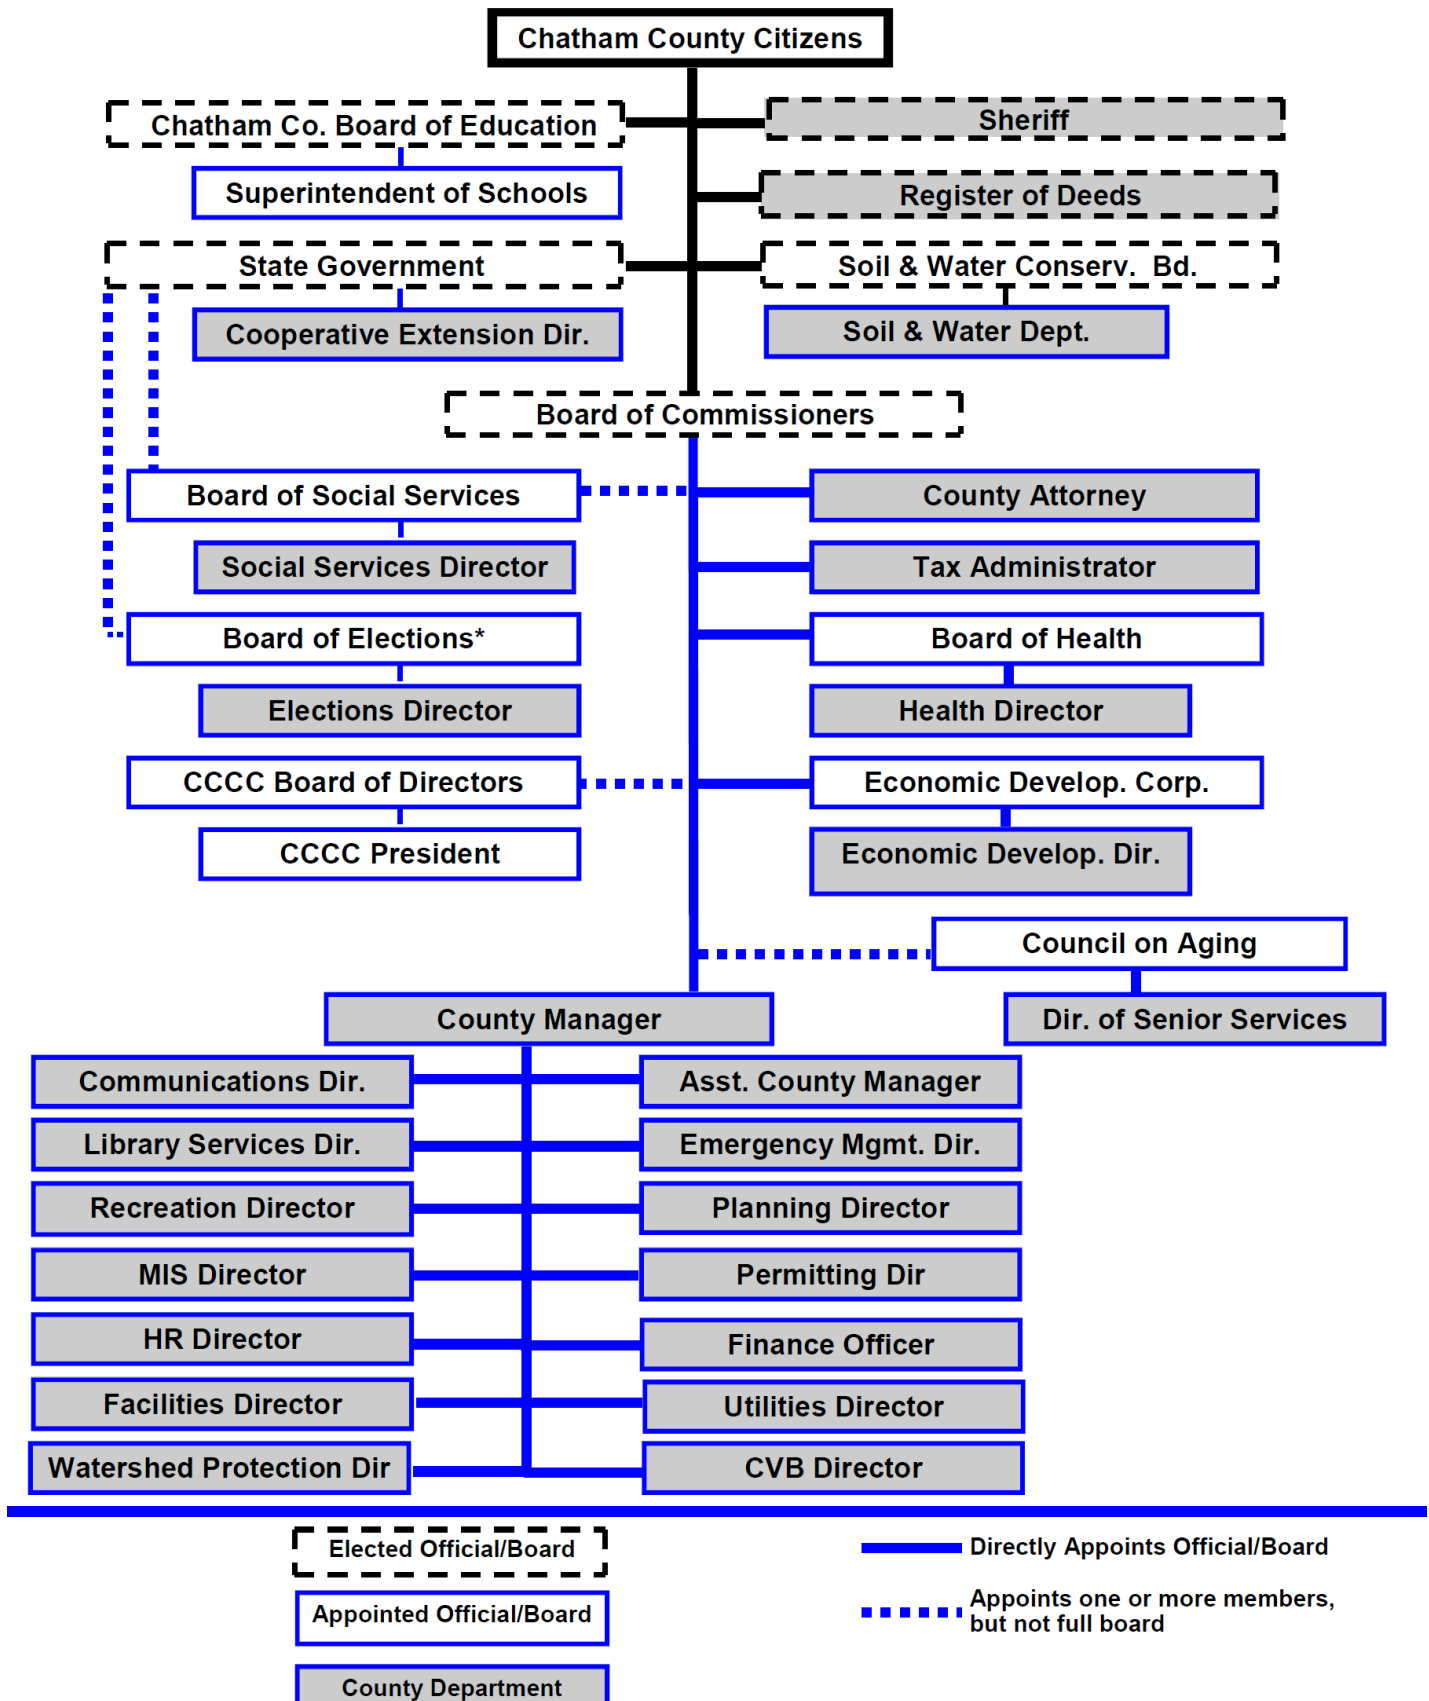 Chatham County Citizens
Chatham Co. Board of Education
Sheriff
Superintendent of Schools
Register of Deeds
State Government
Soil & Water Conserv. Bd.
Cooperative Extension Dir.
Soil & Water Dept.
Board of Commissioners
Board of Social Services
County Attorney
Social Services Director
Tax Administrator
Board of Elections*
Board of Health
Elections Director
Health Director
CCCC Board of Directors
Economic Develop. Corp.
CCCC President
Economic Develop. Dir.
Council on Aging
County Manager
Dir. of Senior Services
Communications Dir.
Asst. County Manager
Library Services Dir.
Emergency Mgmt. Dir.
Recreation Director
Planning Director
MIS Director
Permitting Dir
HR Director
Finance Officer
Facilities Director
Utilities Director
Watershed Protection Dir
CVB Director
Elected Official/Board
Directly Appoints Official/Board
Appointed Official/Board
Appoints one or more members,
but not full board
County Department